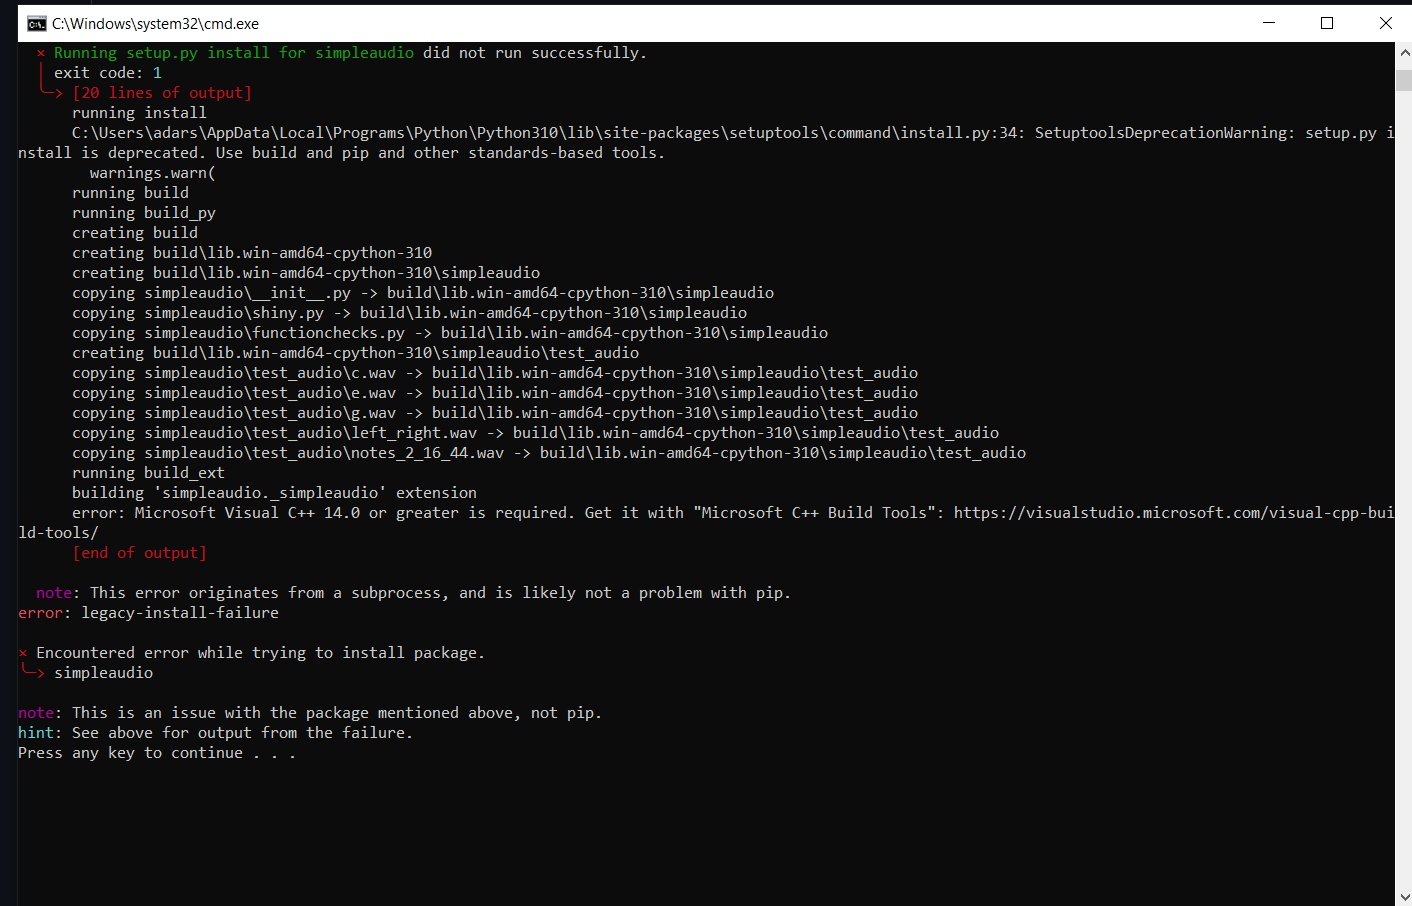 C:\Windows\system32\cmd.exe
× Running setup.py install for simpleaudio did not run successfully.
│ exit code: 1
╰─> [20 lines of output]
running install
C:\Users\adars\AppData\Local\Programs\Python\Python310\lib\site-packages\setuptools\command\install.py:34: SetuptoolsDeprecationWarning: setup.py i
nstall is deprecated. Use build and pip and other standards-based tools.
warnings.warn(
running build
running build_py
creating build
creating build\lib.win-amd64-cpython-310
creating build\lib.win-amd64-cpython-310\simpleaudio
copying simpleaudio\__init__.py -> build\lib.win-amd64-cpython-310\simpleaudio
copying simpleaudio\shiny.py -> build\lib.win-amd64-cpython-310\simpleaudio
copying simpleaudio\functionchecks.py -> build\lib.win-amd64-cpython-310\simpleaudio
creating build\lib.win-amd64-cpython-310\simpleaudio\test_audio
copying simpleaudio\test_audio\c.wav -> build\lib.win-amd64-cpython-310\simpleaudio\test_audio
copying simpleaudio\test_audio\e.wav -> build\lib.win-amd64-cpython-310\simpleaudio\test_audio
copying simpleaudio\test_audio\g.wav -> build\lib.win-amd64-cpython-310\simpleaudio\test_audio
copying simpleaudio\test_audio\left_right.wav -> build\lib.win-amd64-cpython-310\simpleaudio\test_audio
copying simpleaudio\test_audio\notes_2_16_44.wav -> build\lib.win-amd64-cpython-310\simpleaudio\test_audio
running build_ext
building 'simpleaudio._simpleaudio' extension
error: Microsoft Visual C++ 14.0 or greater is required. Get it with "Microsoft C++ Build Tools": https://visualstudio.microsoft.com/visual-cpp-bui
ld-tools/
[end of output]
note: This error originates from a subprocess, and is likely not a problem with pip.
error: legacy-install-failure
× Encountered error while trying to install package.
╰─> simpleaudio
note: This is an issue with the package mentioned above, not pip.
hint: See above for output from the failure.
Press any key to continue . . .